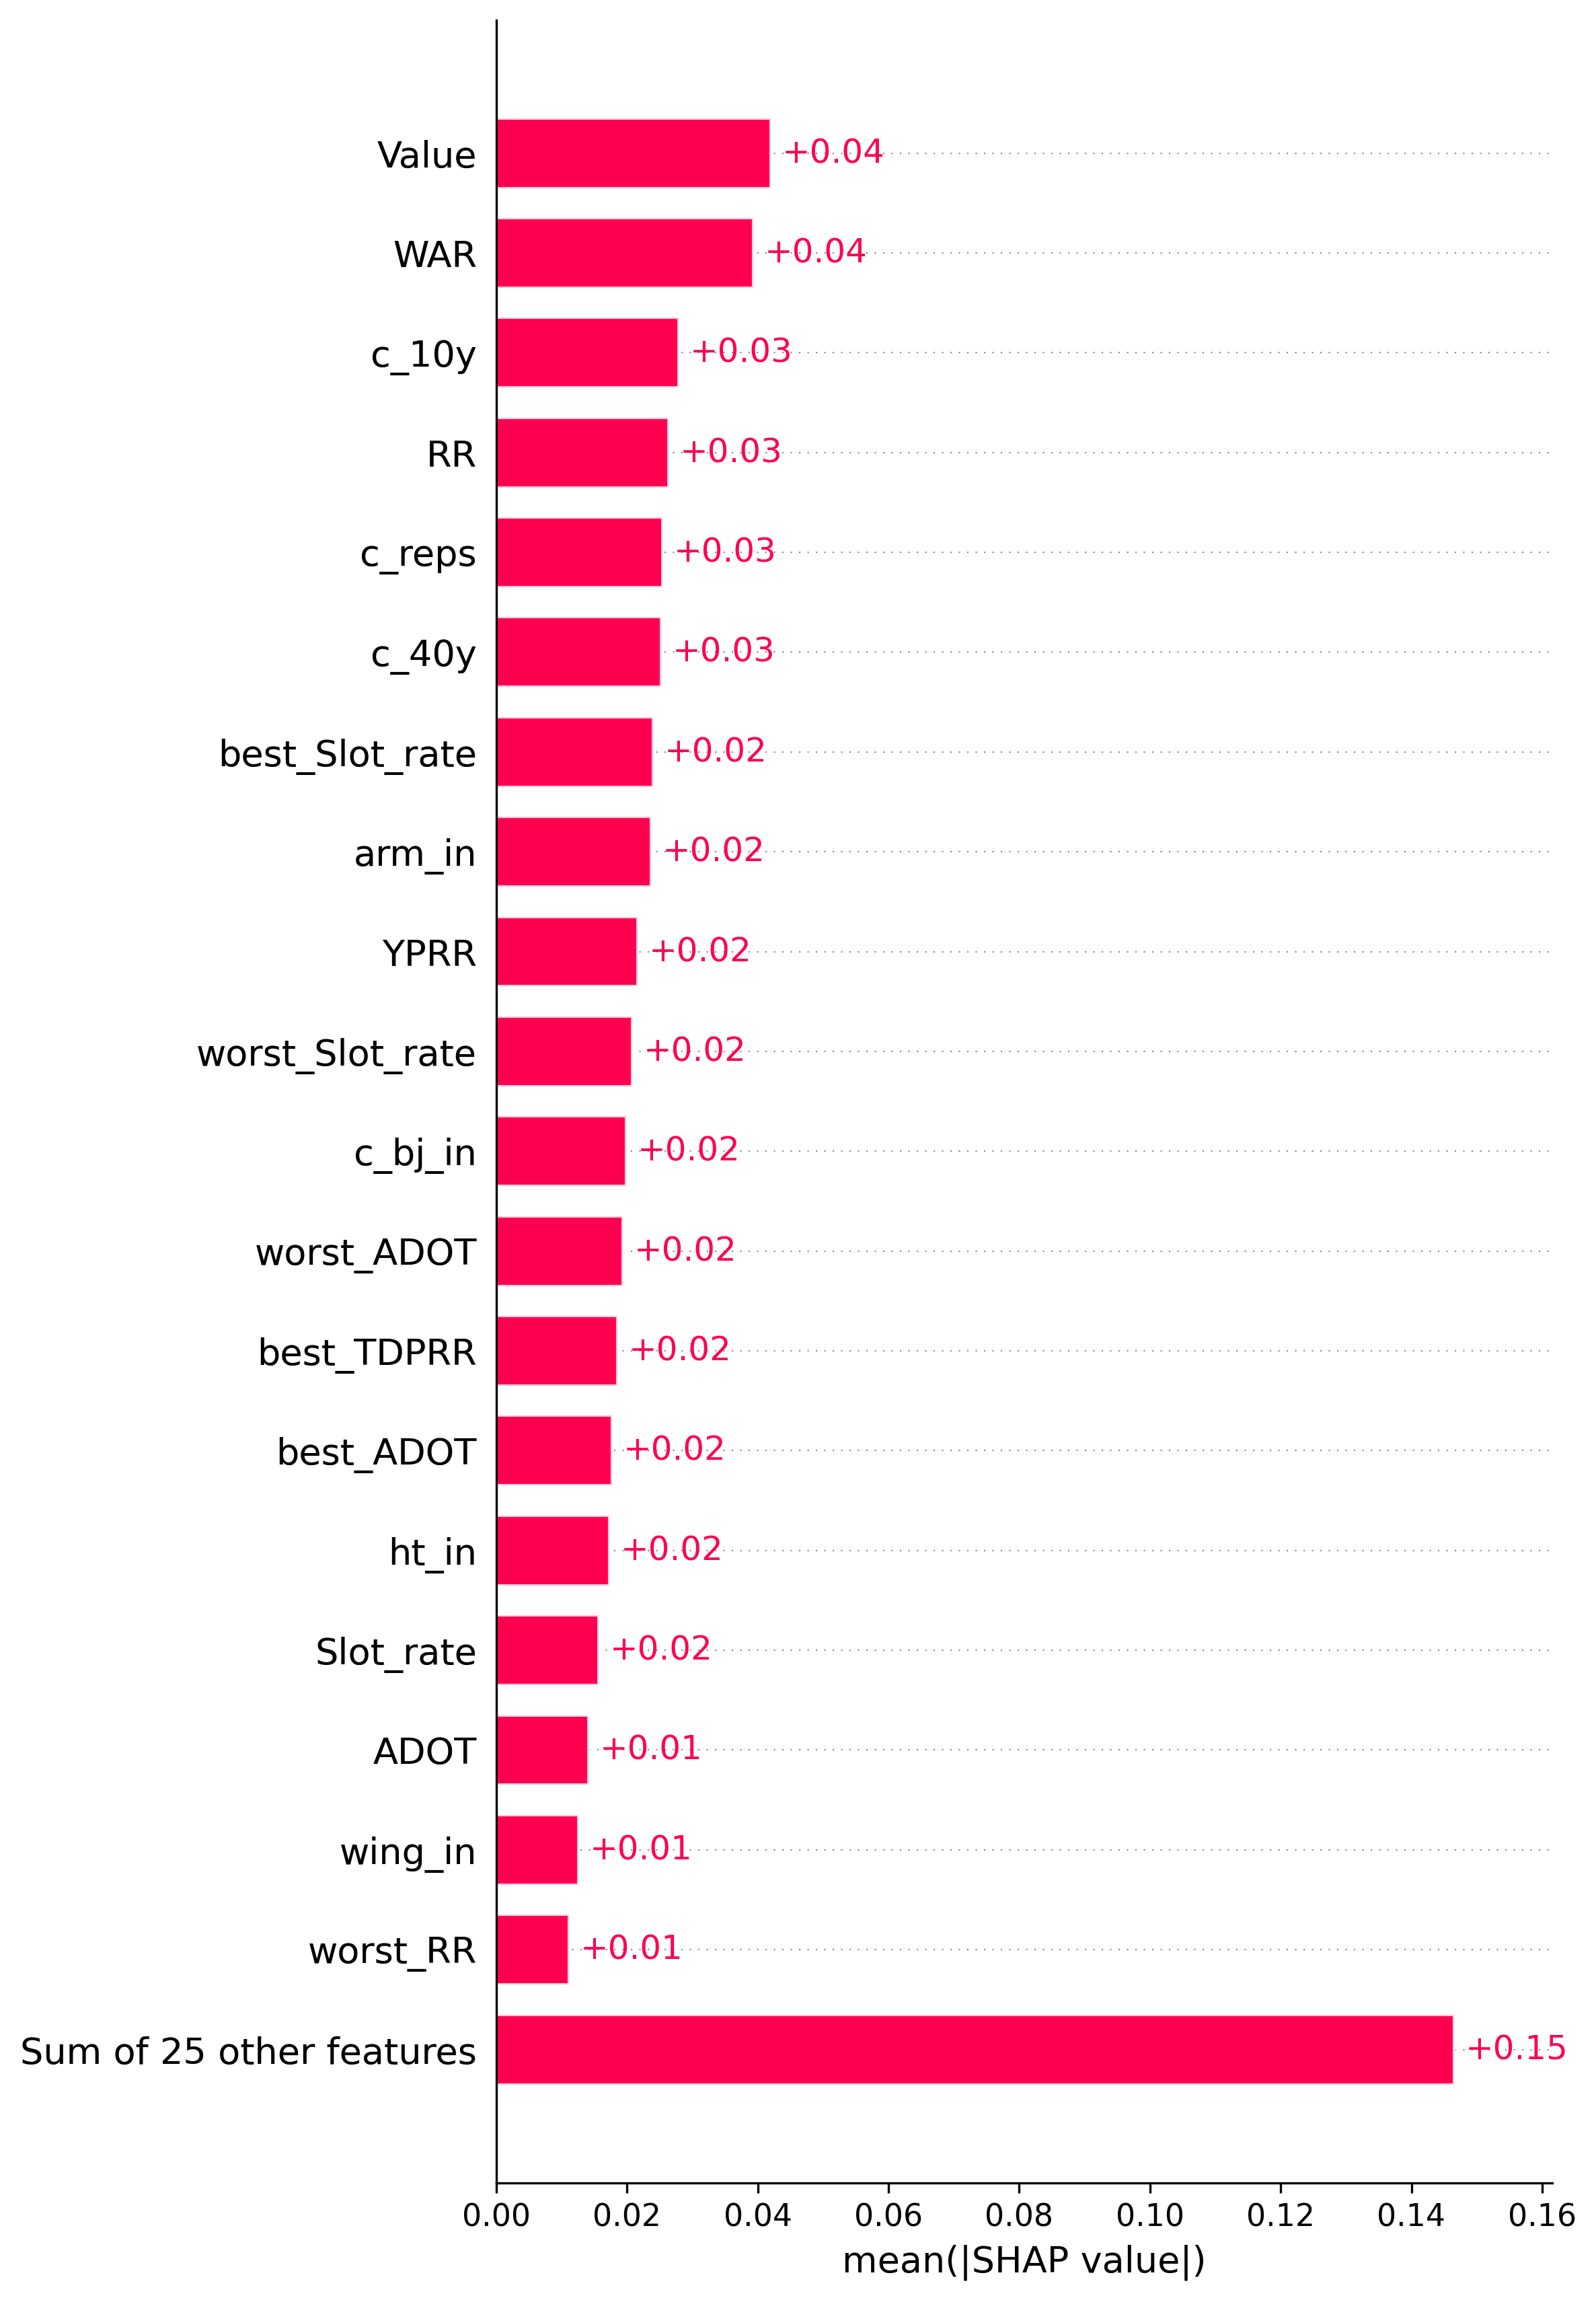 Value +0.04
WAR +0.04
c_10y +0.03
RR +0.03
c_reps +0.03
c_40y +0.03
best_Slot_rate +0.02
arm_in +0.02
YPRR +0.02
worst_Slot_rate +0.02
c_bj_in +0.02
worst_ADOT +0.02
best_TDPRR +0.02
best_ADOT +0.02
ht_in +0.02
Slot_rate +0.02
ADOT +0.01
wing_in +0.01
worst_RR +0.01
Sum of 25 other features +0.15
0.00 0.02 0.04 0.06 0.08 0.10 0.12 0.14 0.16
mean(|SHAP value|)